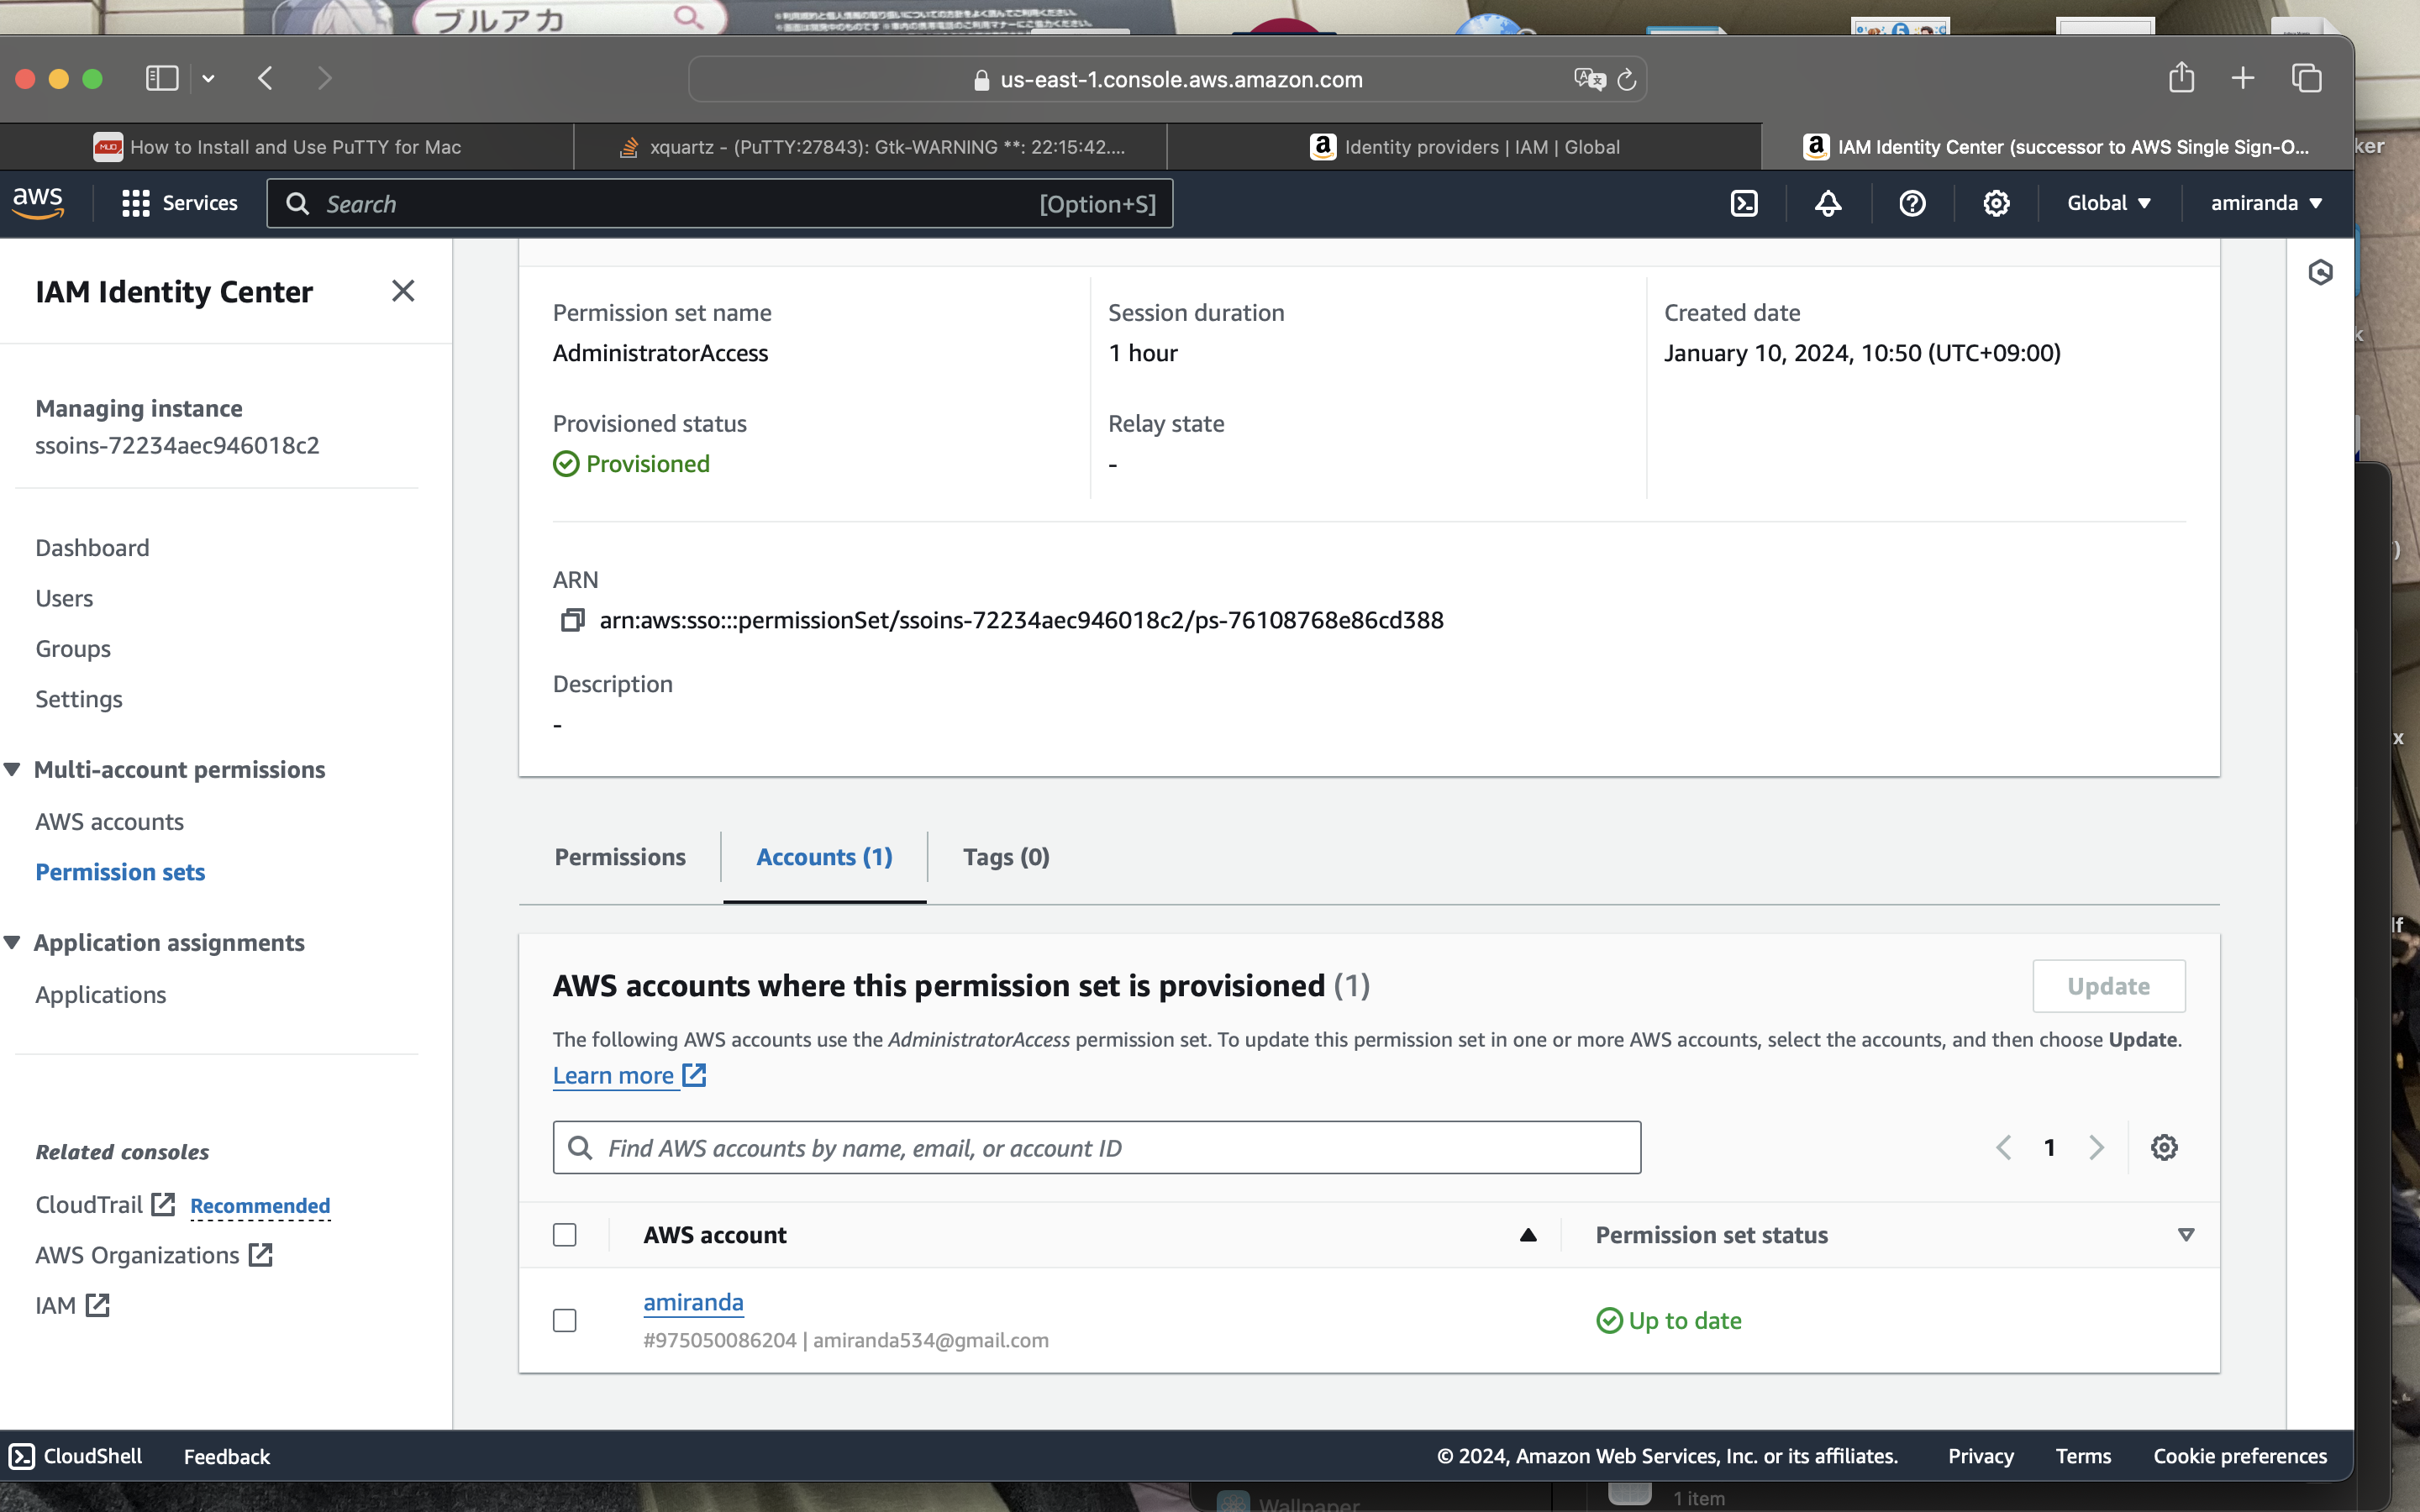 ブルアカ
us-east-1.console.aws.amazon.com
How to Install and Use PuTTY for Mac
xquartz - (PuTTY:27843): Gtk-WARNING **: 22:15:42....
Identity providers | IAM | Global
IAM Identity Center (successor to AWS Single Sign-O...
ker
aws
Services
Search
[Option+S]
Global
amiranda
IAM Identity Center
Managing instance
ssoins-72234aec946018c2
Dashboard
Users
Groups
Settings
Multi-account permissions
AWS accounts
Permission sets
Application assignments
Applications
Related consoles
CloudTrail
Recommended
AWS Organizations
IAM
Permission set name
AdministratorAccess
Session duration
1 hour
Created date
January 10, 2024, 10:50 (UTC+09:00)
Provisioned status
Provisioned
Relay state
-
ARN
arn:aws:sso:::permissionSet/ssoins-72234aec946018c2/ps-76108768e86cd388
Description
-
Permissions
Accounts (1)
Tags (0)
AWS accounts where this permission set is provisioned (1)
Update
The following AWS accounts use the AdministratorAccess permission set. To update this permission set in one or more AWS accounts, select the accounts, and then choose Update.
Learn more
Find AWS accounts by name, email, or account ID
1
AWS account
Permission set status
amiranda
#975050086204 | amiranda534@gmail.com
Up to date
CloudShell
Feedback
© 2024, Amazon Web Services, Inc. or its affiliates.
Privacy
Terms
Cookie preferences
Wallpaper
1 item